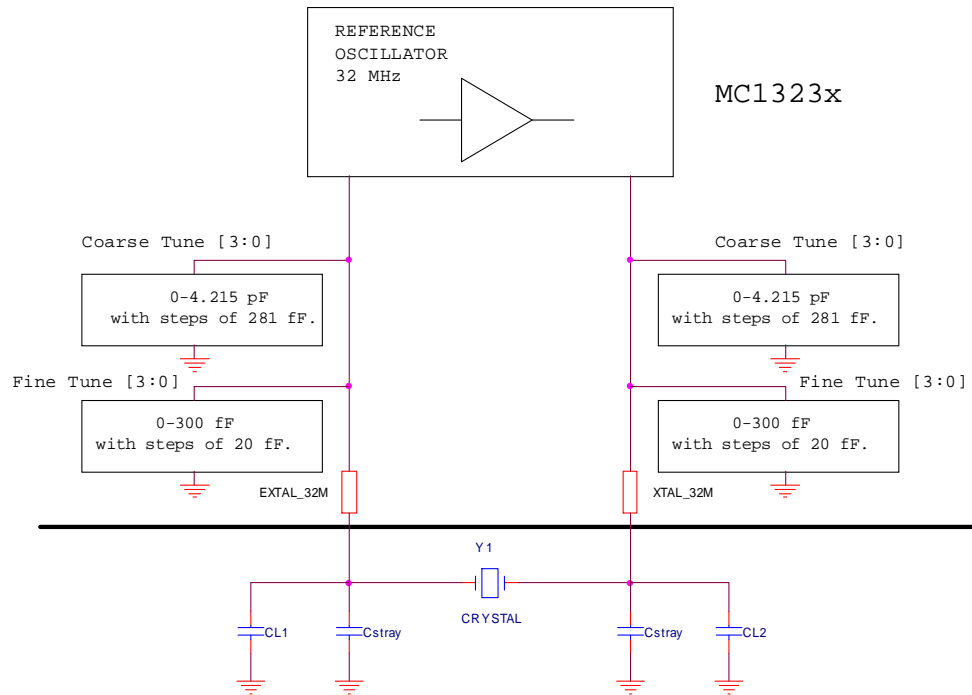 REFERENCE
OSCILLATOR
32 MHz
MC1323x
Coarse Tune [3:0]
Coarse Tune [3:0]
0-4.215 pF
with steps of 281 fF.
0-4.215 pF
with steps of 281 fF.
Fine Tune [3:0]
Fine Tune [3:0]
0-300 fF
with steps of 20 fF.
0-300 fF
with steps of 20 fF.
EXTAL_32M
XTAL_32M
Y1
CRYSTAL
CL1
Cstray
Cstray
CL2